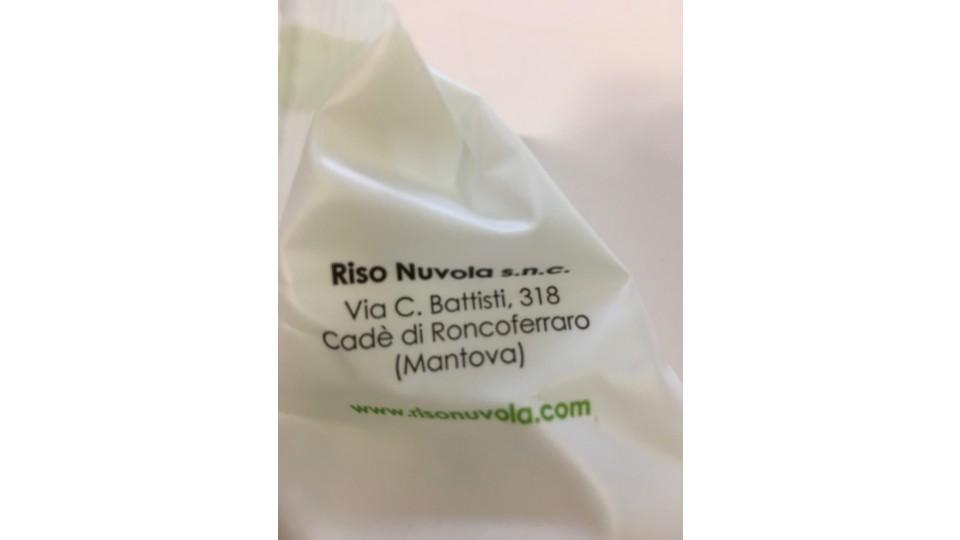 Riso Nuvola s.n.c.
Via C. Battisti, 318
Cadè di Roncoferraro
(Mantova)
www.risonuvola.com